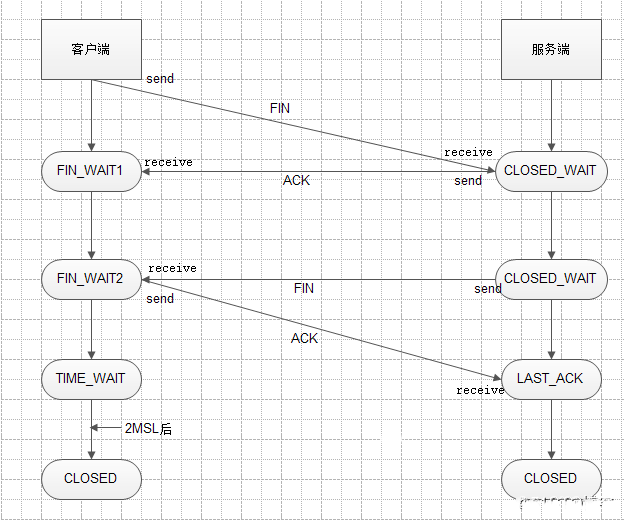 客户端
服务端
send
FIN
receive
receive
FIN_WAIT1
CLOSED_WAIT
ACK
send
receive
FIN_WAIT2
CLOSED_WAIT
FIN
send
send
ACK
TIME_WAIT
LAST_ACK
receive
2MSL后
CLOSED
CLOSED